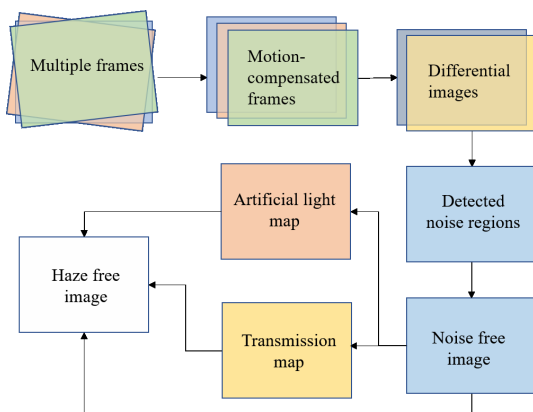 Multiple frames
Motion-
compensated
frames
Differential
images
Artificial light
map
Detected
noise regions
Haze free
image
Transmission
map
Noise free
image